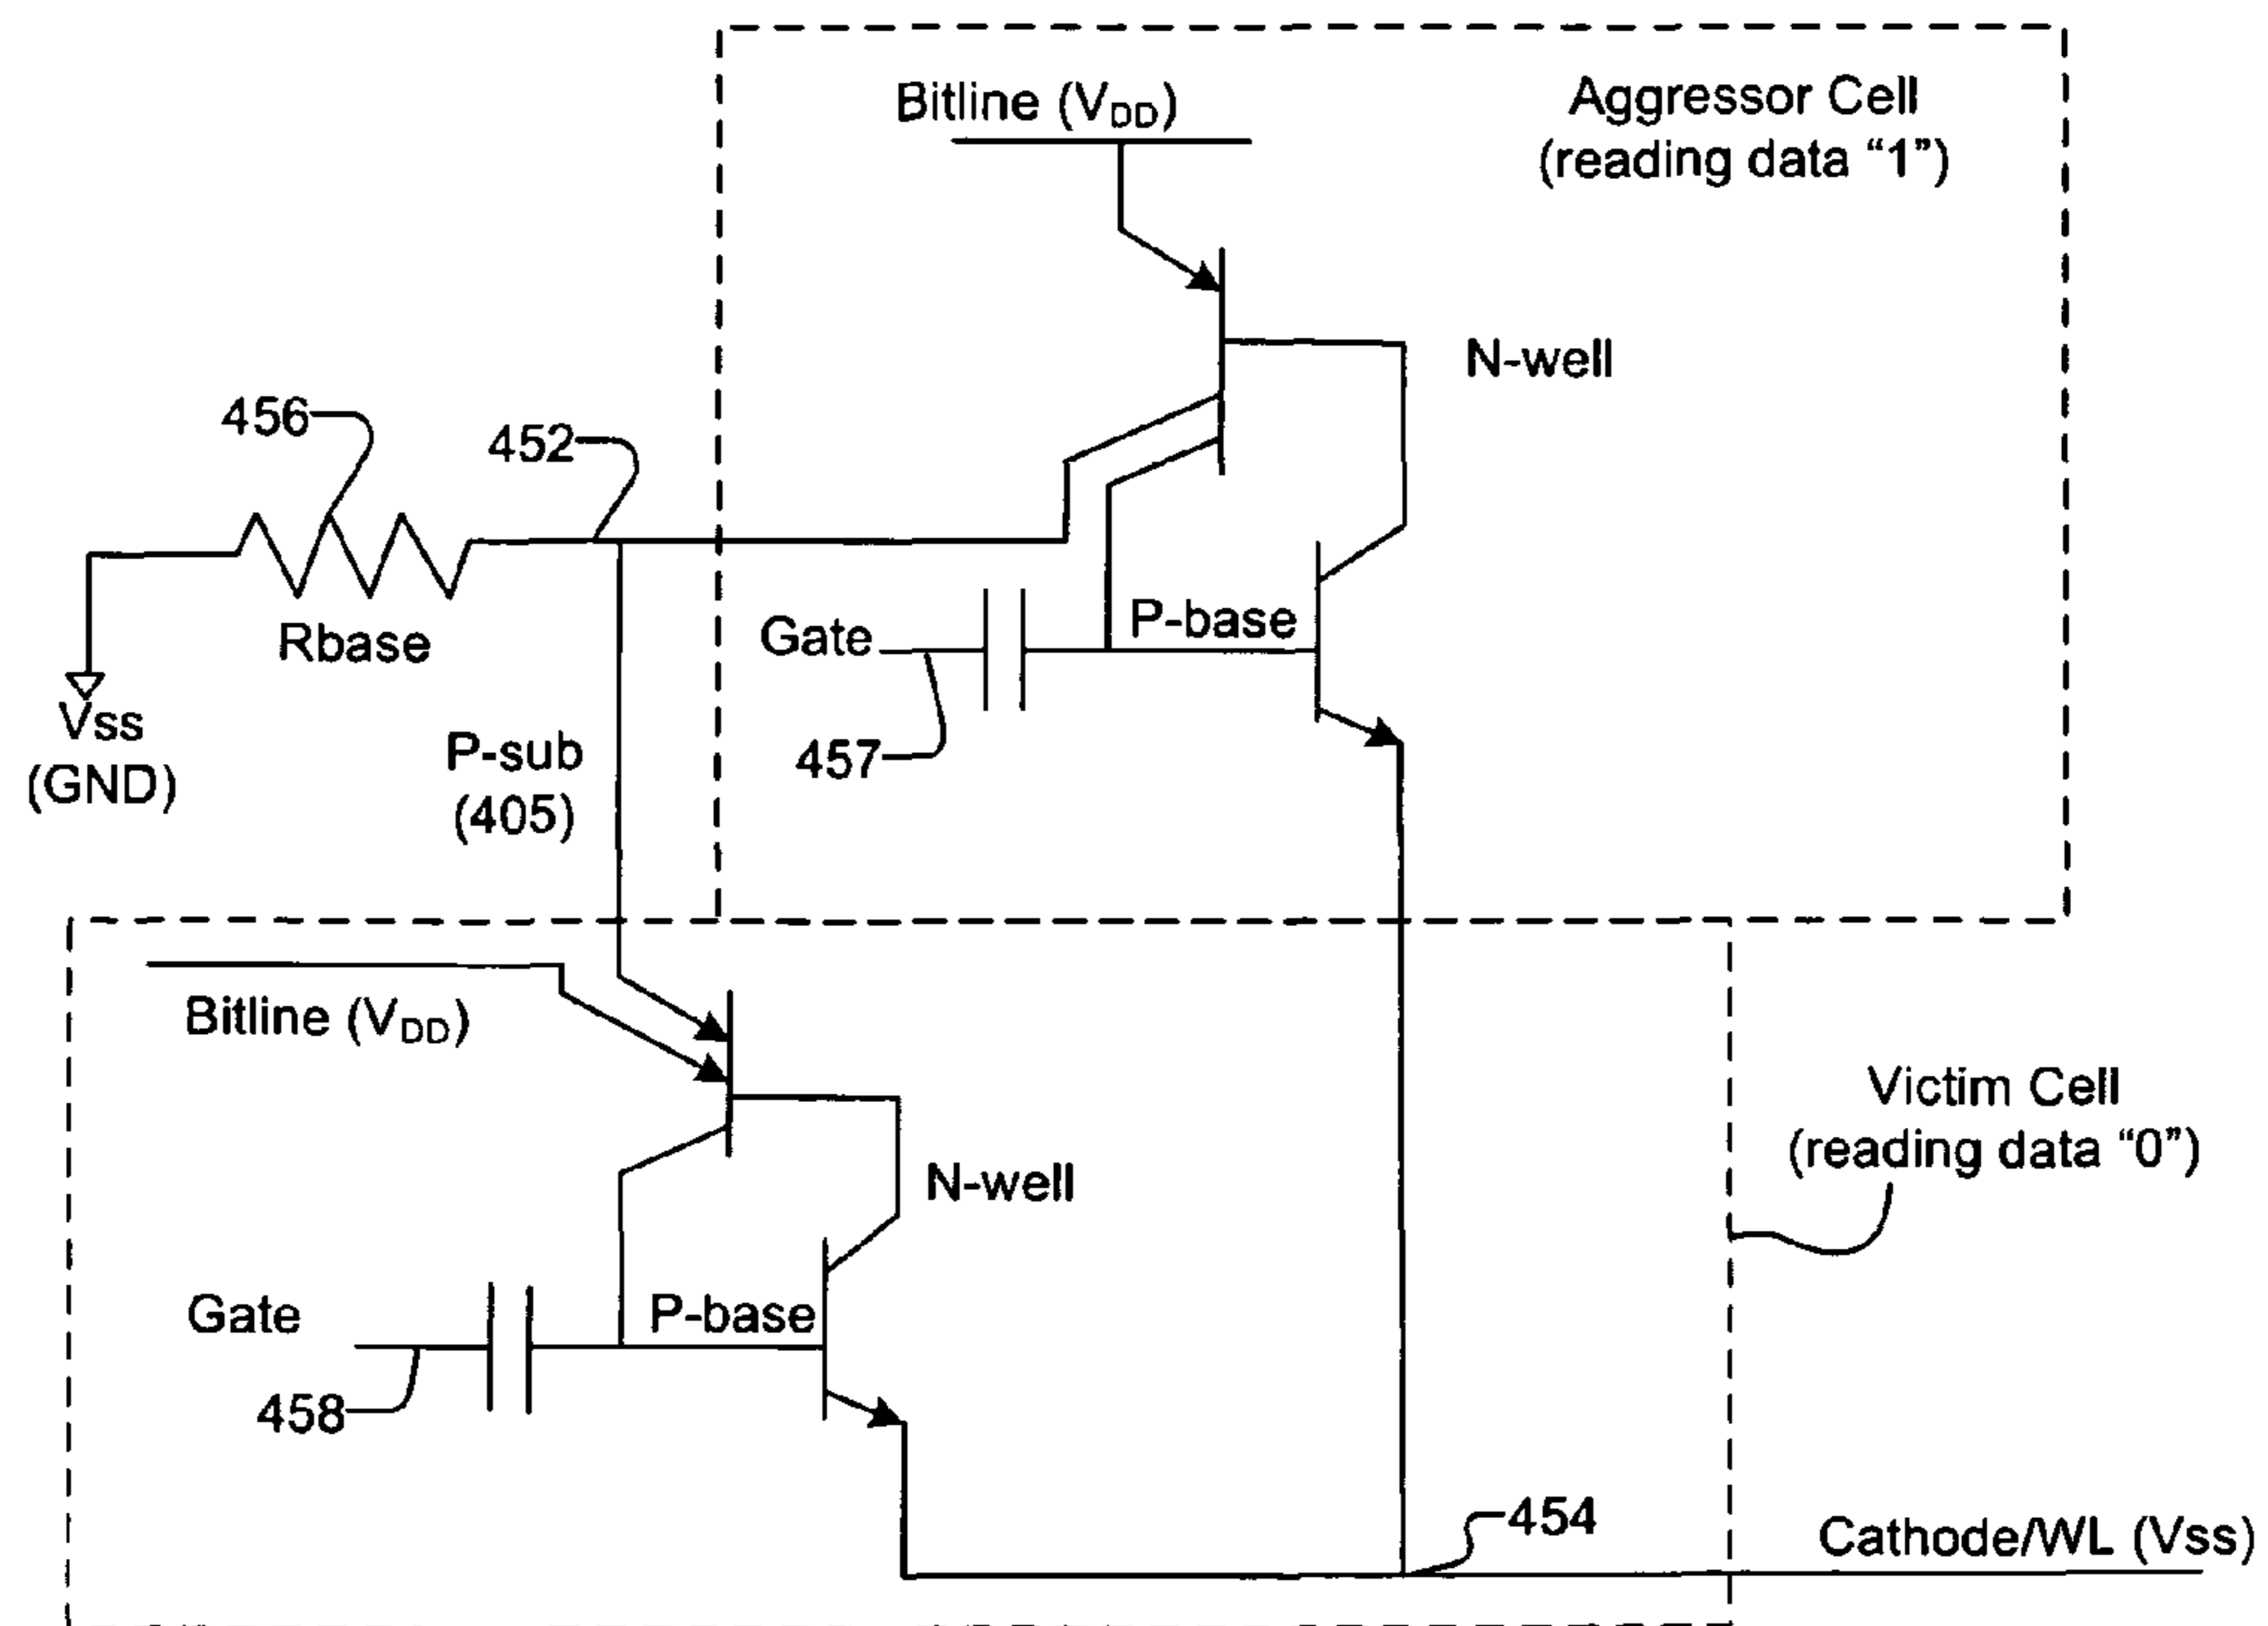 Bitline (VDD)
Aggressor Cell
(reading data “1”)
N-well
456
452
Rbase
Gate
P-base
457
Vss
(GND)
P-sub
(405)
Bitline (VDD)
N-well
Victim Cell
(reading data “0”)
Gate
P-base
458
454
Cathode/WL (Vss)